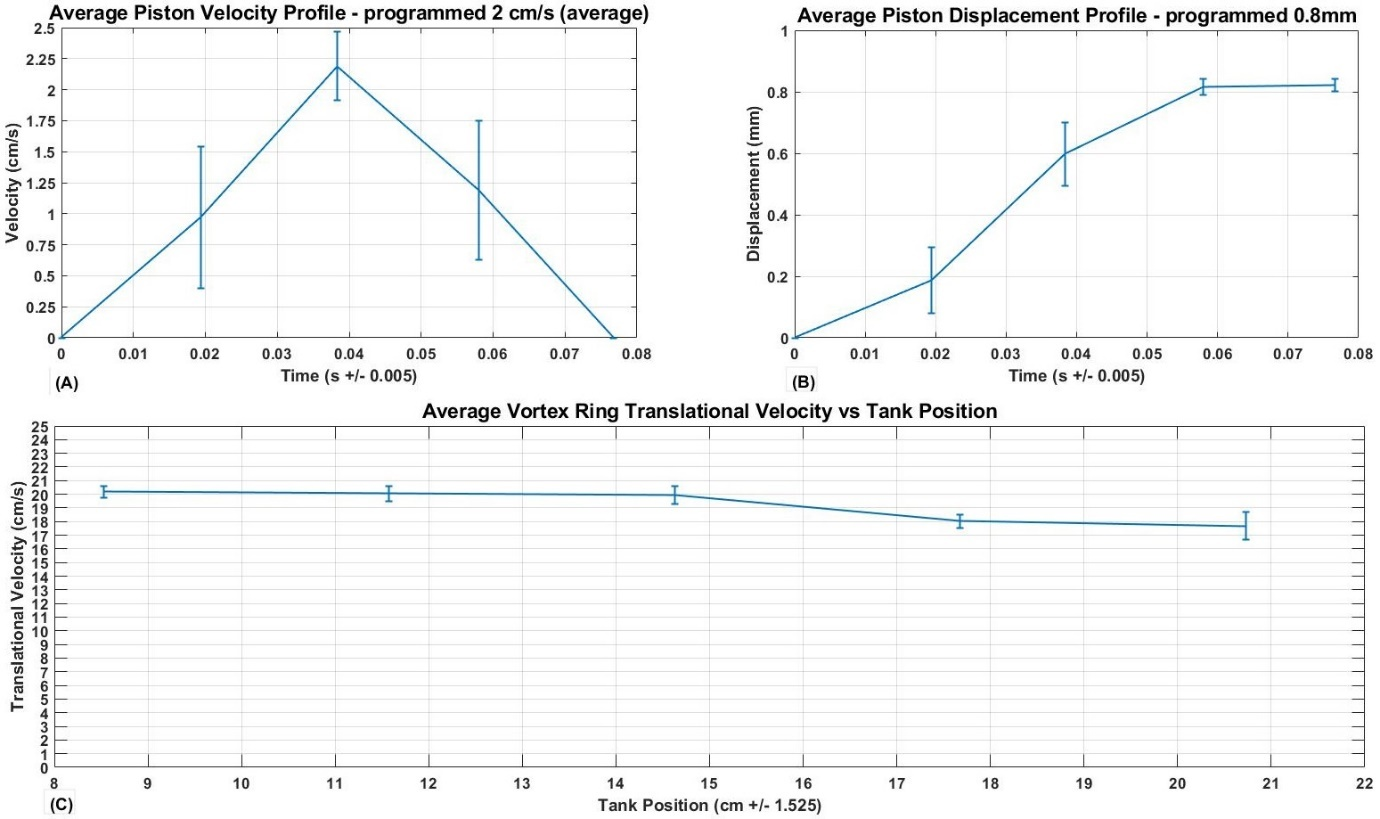 Average Piston Velocity Profile - programmed 2 cm/s (average)
2.5
2.25
2
1.75
1.5
1.25
1
0.75
0.5
0.25
0
Velocity (cm/s)
0 0.01 0.02 0.03 0.04 0.05 0.06 0.07 0.08
Time (s +/- 0.005)
(A)
Average Piston Displacement Profile - programmed 0.8mm
1
0.8
0.6
0.4
0.2
0
Displacement (mm)
0 0.01 0.02 0.03 0.04 0.05 0.06 0.07 0.08
Time (s +/- 0.005)
(B)
Average Vortex Ring Translational Velocity vs Tank Position
25
24
23
22
21
20
19
18
17
16
15
14
13
12
11
10
9
8
7
6
5
4
3
2
1
0
Translational Velocity (cm/s)
8 9 10 11 12 13 14 15 16 17 18 19 20 21 22
Tank Position (cm +/- 1.525)
(C)